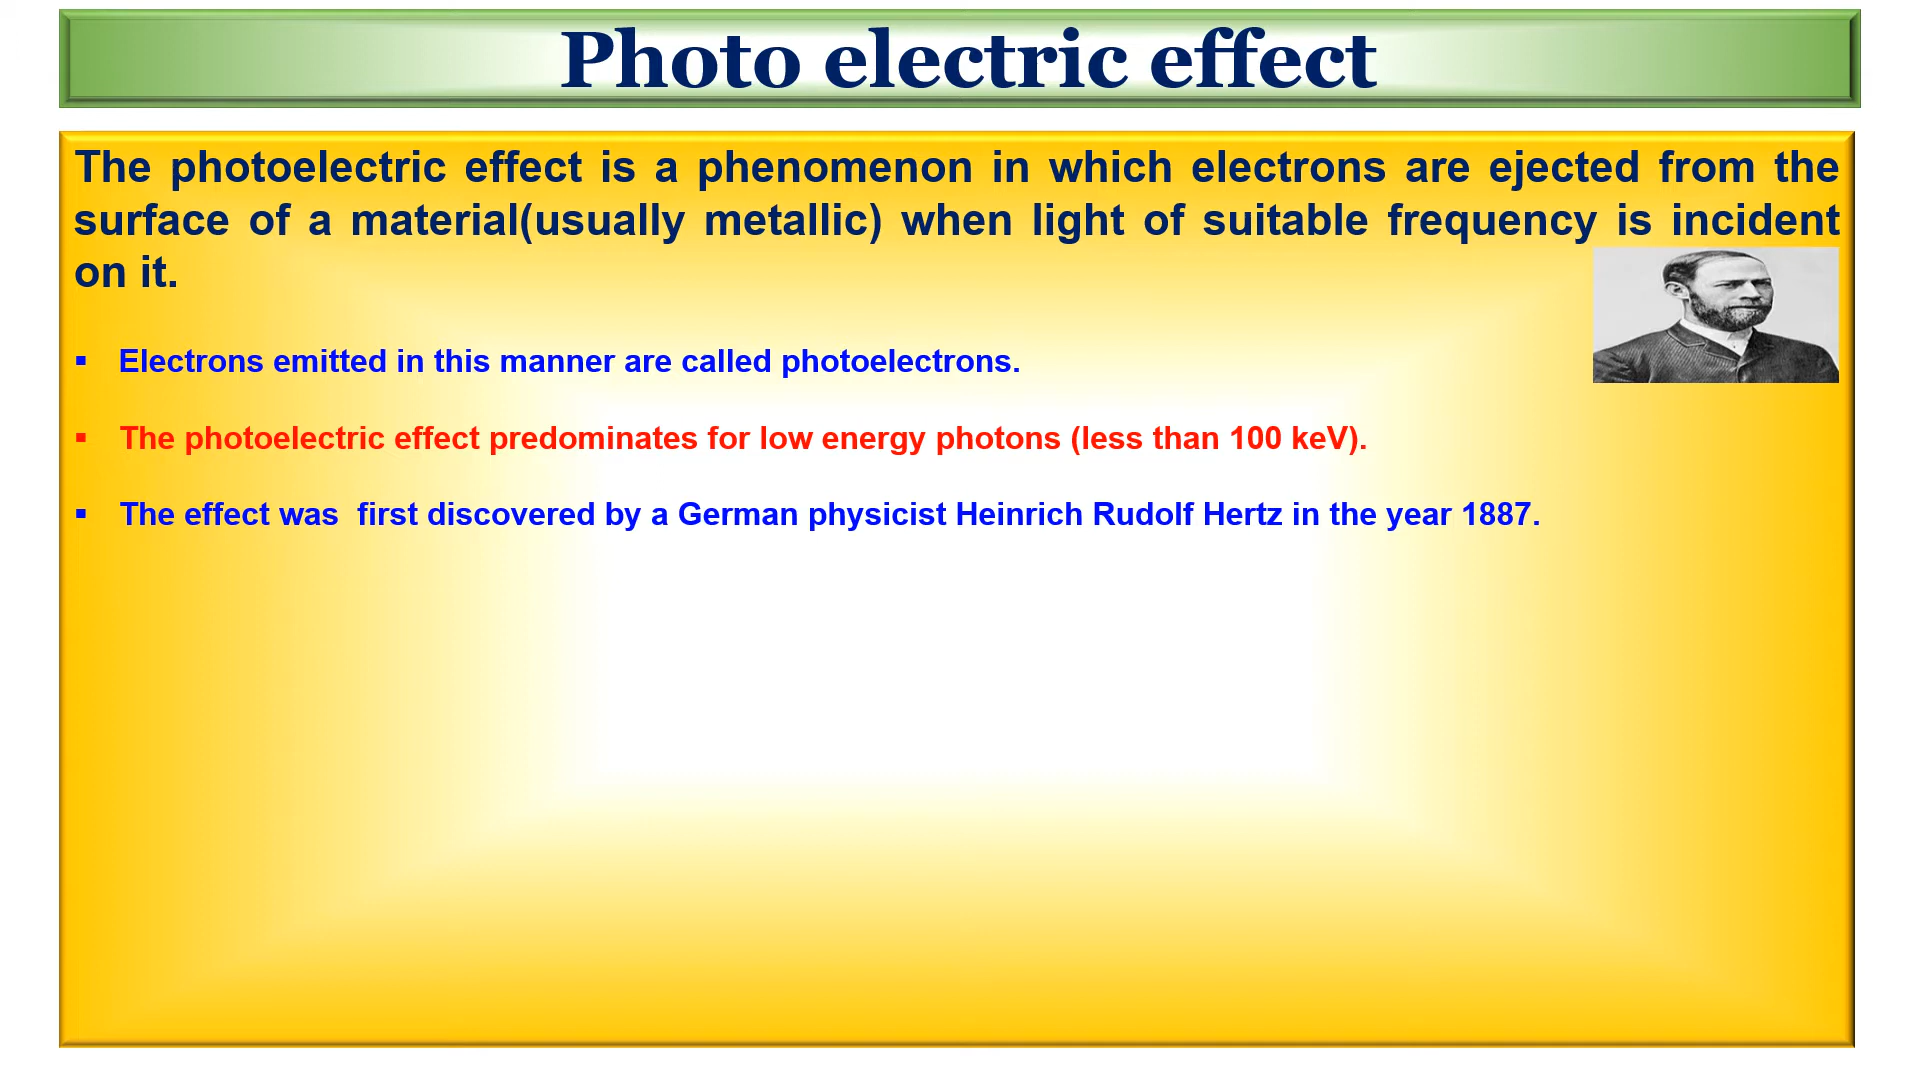 Photo electric effect
The photoelectric effect is a phenomenon in which electrons are ejected from the
surface of a material(usually metallic) when light of suitable frequency is incident
on it.
▪ Electrons emitted in this manner are called photoelectrons.
▪ The photoelectric effect predominates for low energy photons (less than 100 keV).
▪ The effect was  first discovered by a German physicist Heinrich Rudolf Hertz in the year 1887.